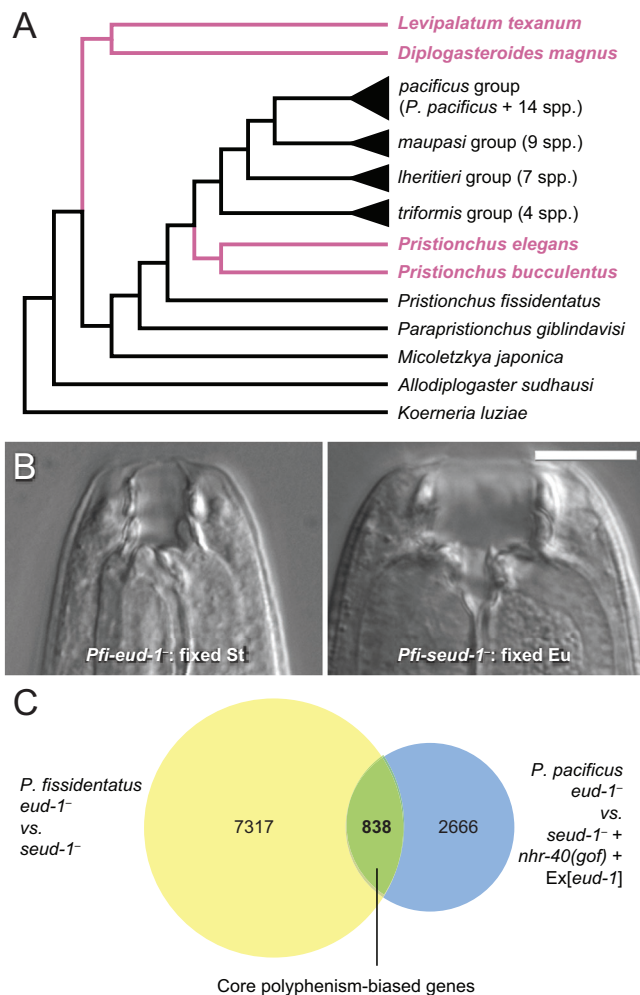 A
Levipalatum texanum
Diplogasteroides magnus
pacificus group
(P. pacificus + 14 spp.)
maupasi group (9 spp.)
lheritieri group (7 spp.)
triformis group (4 spp.)
Pristionchus elegans
Pristionchus bucculentus
Pristionchus fissidentatus
Parapristionchus giblindavisi
Micoletzkya japonica
Allodiplogaster sudhausi
Koerneria luziae
B
Pfi-eud-1⁻: fixed St
Pfi-seud-1⁻: fixed Eu
C
P. fissidentatus
eud-1⁻
vs.
seud-1⁻
7317
838
2666
P. pacificus
eud-1⁻
vs.
seud-1⁻ +
nhr-40(gof) +
Ex[eud-1]
Core polyphenism-biased genes